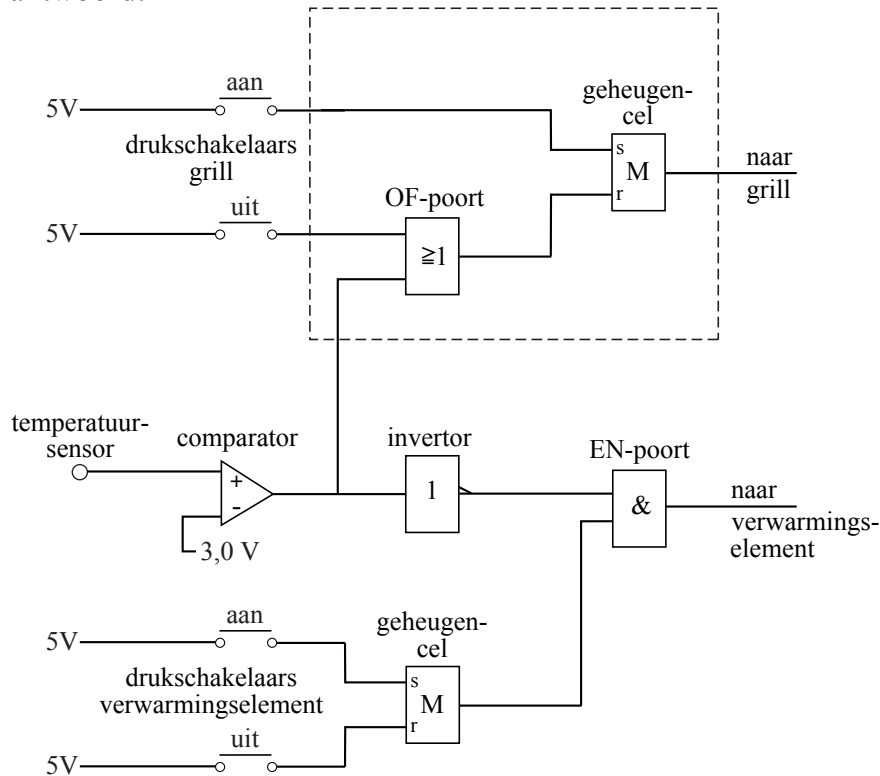 aan
5V
drukschakelaars
grill
uit
5V
OF-poort
≧1
geheugen-
cel
s
M
r
naar
grill
temperatuur-
sensor
comparator
+
-
3,0 V
invertor
1
EN-poort
&
naar
verwarmings-
element
aan
5V
drukschakelaars
verwarmingselement
uit
5V
geheugen-
cel
s
M
r